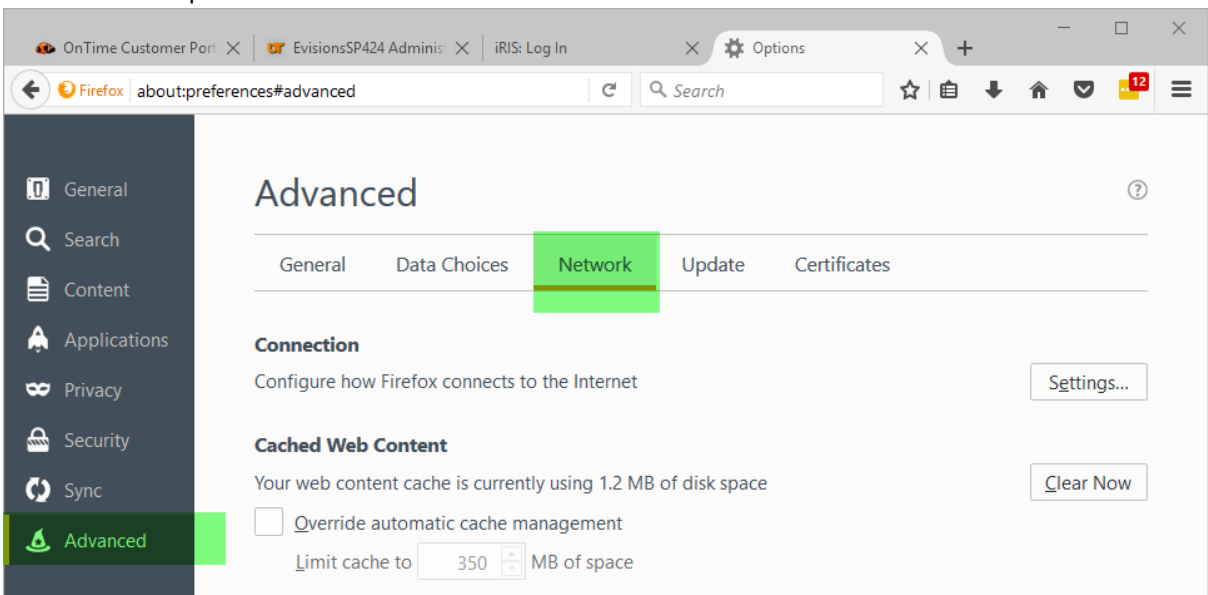 OnTime Customer Port
EvisionsSP424 Administ
iRIS: Log In
Options
Firefox about:preferences#advanced
Search
12
General
Search
Content
Applications
Privacy
Security
Sync
Advanced
Advanced
?
General Data Choices Network Update Certificates
Connection
Configure how Firefox connects to the Internet
Settings...
Cached Web Content
Your web content cache is currently using 1.2 MB of disk space
Clear Now
Override automatic cache management
Limit cache to 350 MB of space